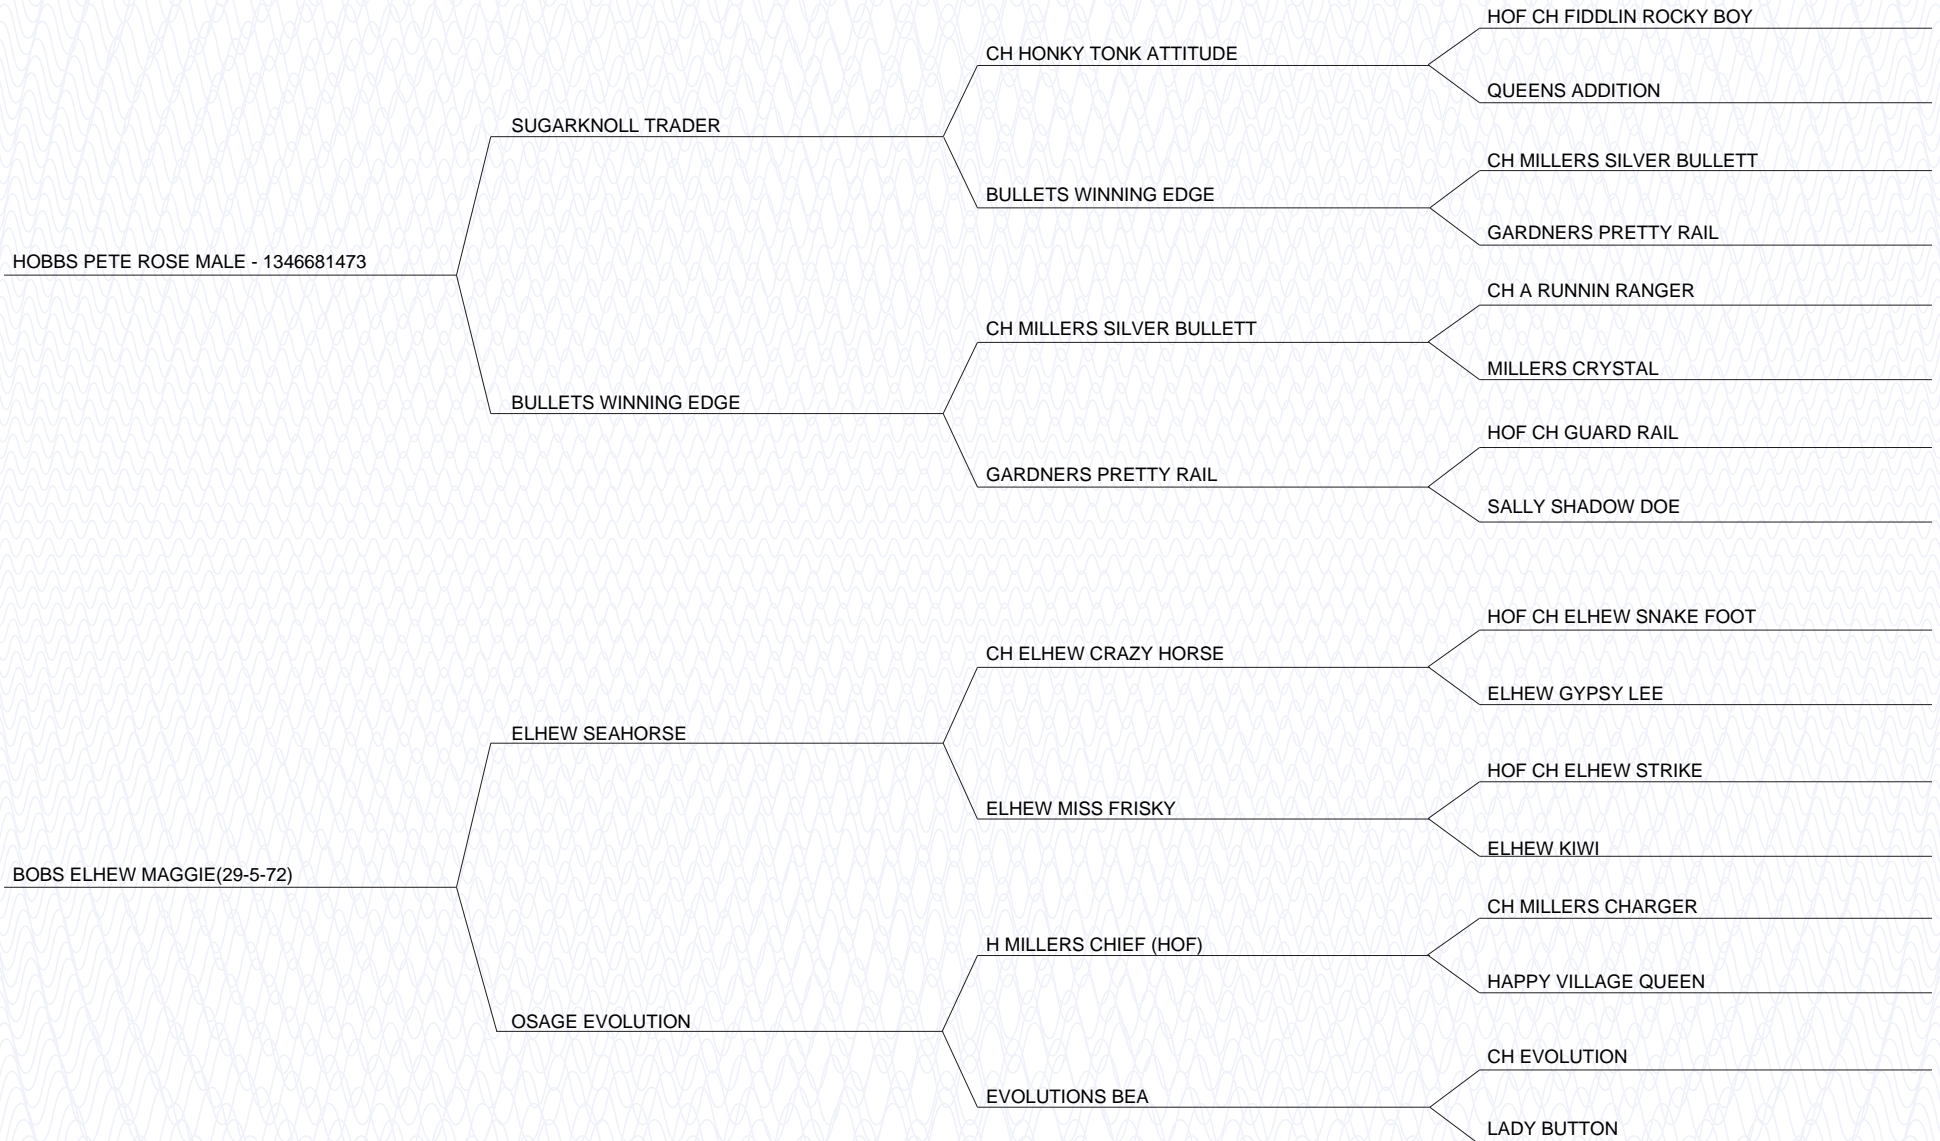 HOF CH FIDDLIN ROCKY BOY
CH HONKY TONK ATTITUDE
QUEENS ADDITION
SUGARKNOLL TRADER
CH MILLERS SILVER BULLETT
BULLETS WINNING EDGE
GARDNERS PRETTY RAIL
HOBBS PETE ROSE MALE - 1346681473
CH A RUNNIN RANGER
CH MILLERS SILVER BULLETT
MILLERS CRYSTAL
BULLETS WINNING EDGE
HOF CH GUARD RAIL
GARDNERS PRETTY RAIL
SALLY SHADOW DOE
HOF CH ELHEW SNAKE FOOT
CH ELHEW CRAZY HORSE
ELHEW GYPSY LEE
ELHEW SEAHORSE
HOF CH ELHEW STRIKE
ELHEW MISS FRISKY
ELHEW KIWI
BOBS ELHEW MAGGIE(29-5-72)
CH MILLERS CHARGER
H MILLERS CHIEF (HOF)
HAPPY VILLAGE QUEEN
OSAGE EVOLUTION
CH EVOLUTION
EVOLUTIONS BEA
LADY BUTTON